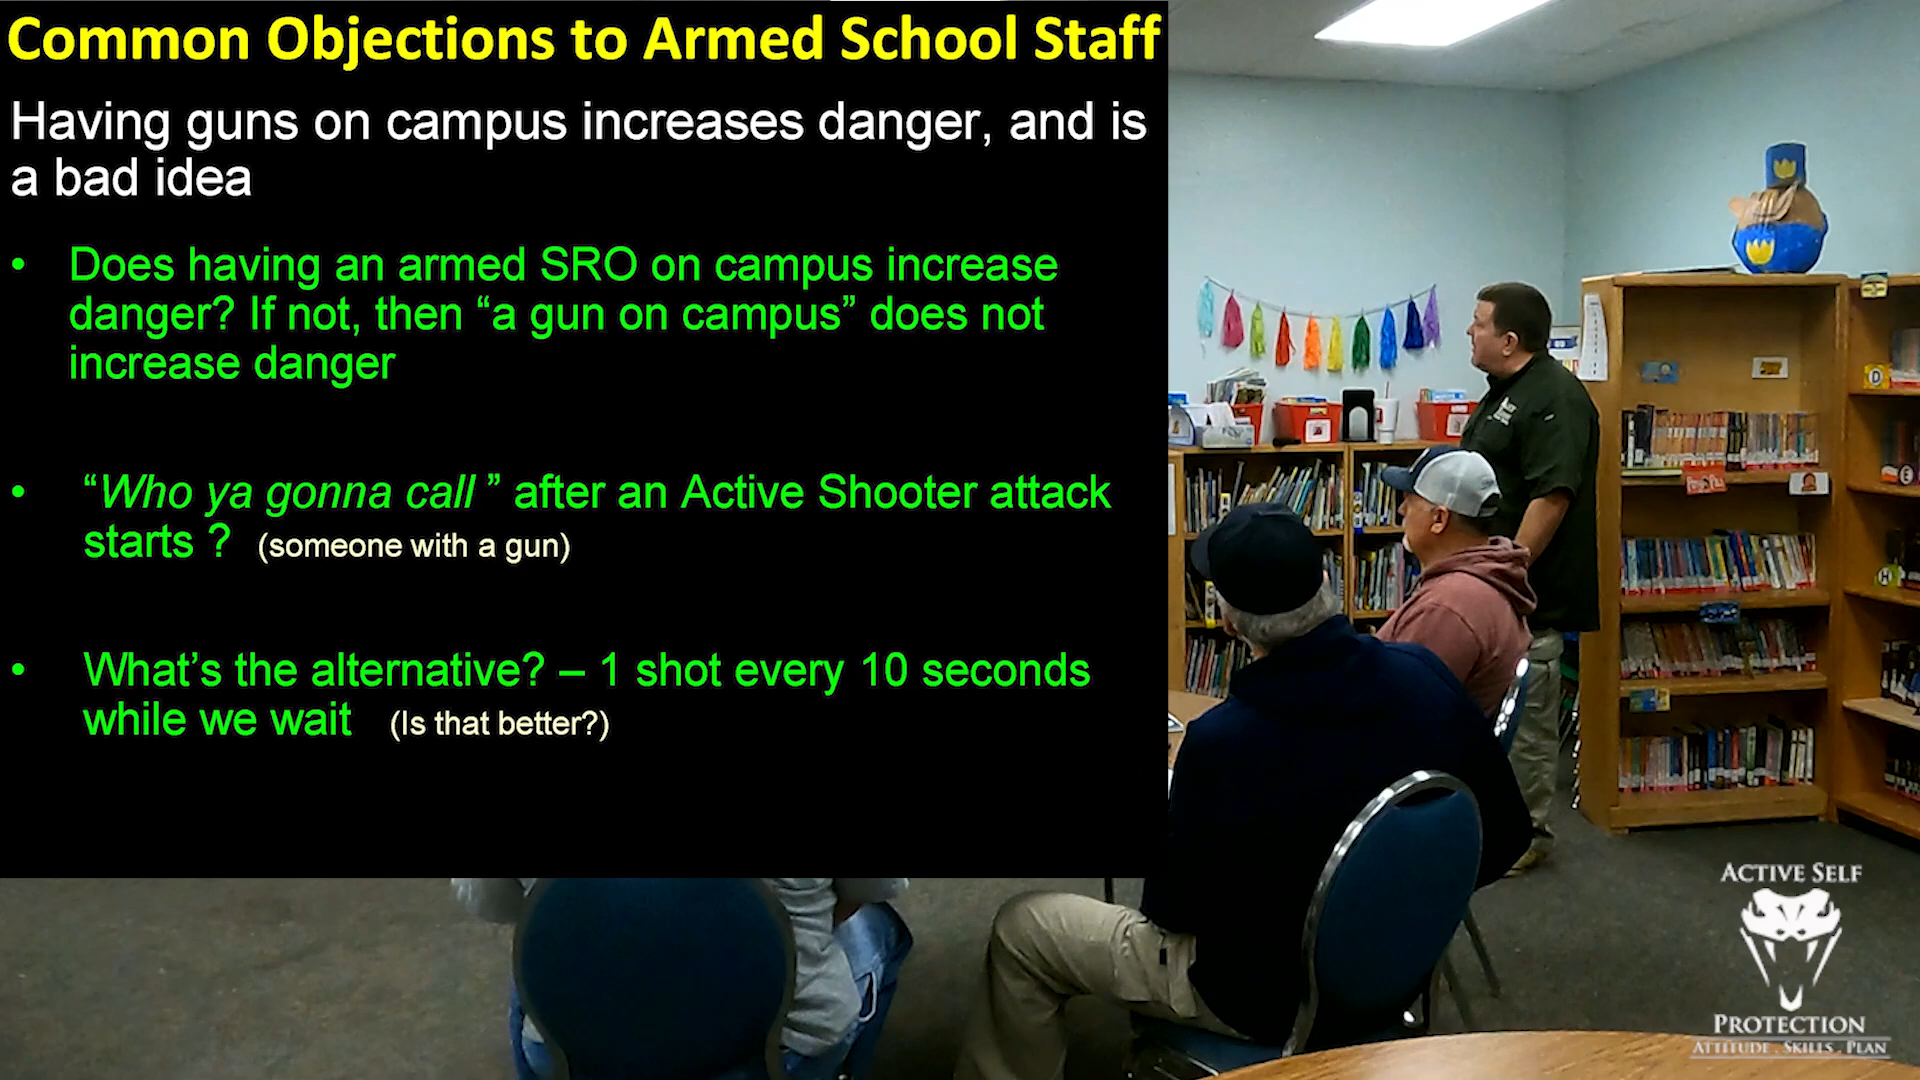 Common Objections to Armed School Staff
Having guns on campus increases danger, and is
a bad idea
• Does having an armed SRO on campus increase
danger? If not, then “a gun on campus” does not
increase danger
• “Who ya gonna call ” after an Active Shooter attack
starts ? (someone with a gun)
• What’s the alternative? – 1 shot every 10 seconds
while we wait (Is that better?)
D
E
H
ACTIVE SELF
PROTECTION
ATTITUDE . SKILLS . PLAN